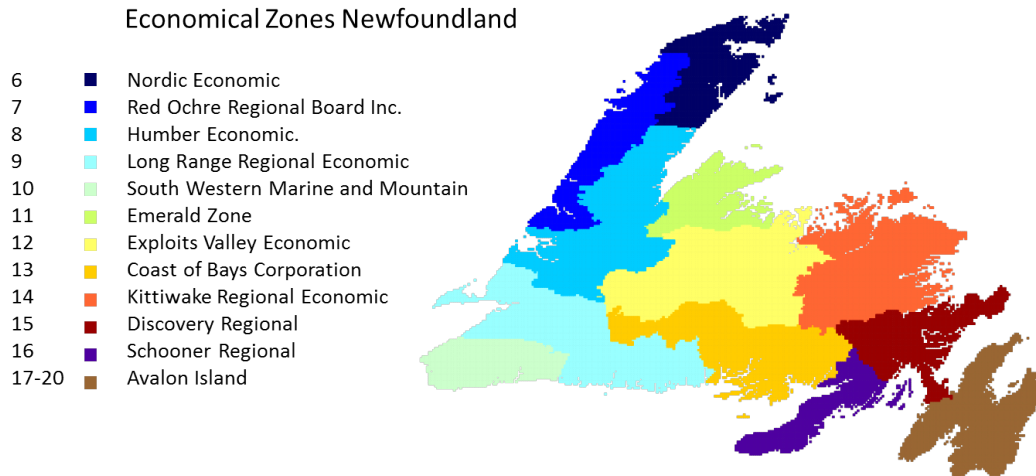 Economical Zones Newfoundland
6 Nordic Economic
7 Red Ochre Regional Board Inc.
8 Humber Economic.
9 Long Range Regional Economic
10 South Western Marine and Mountain
11 Emerald Zone
12 Exploits Valley Economic
13 Coast of Bays Corporation
14 Kittiwake Regional Economic
15 Discovery Regional
16 Schooner Regional
17-20 Avalon Island